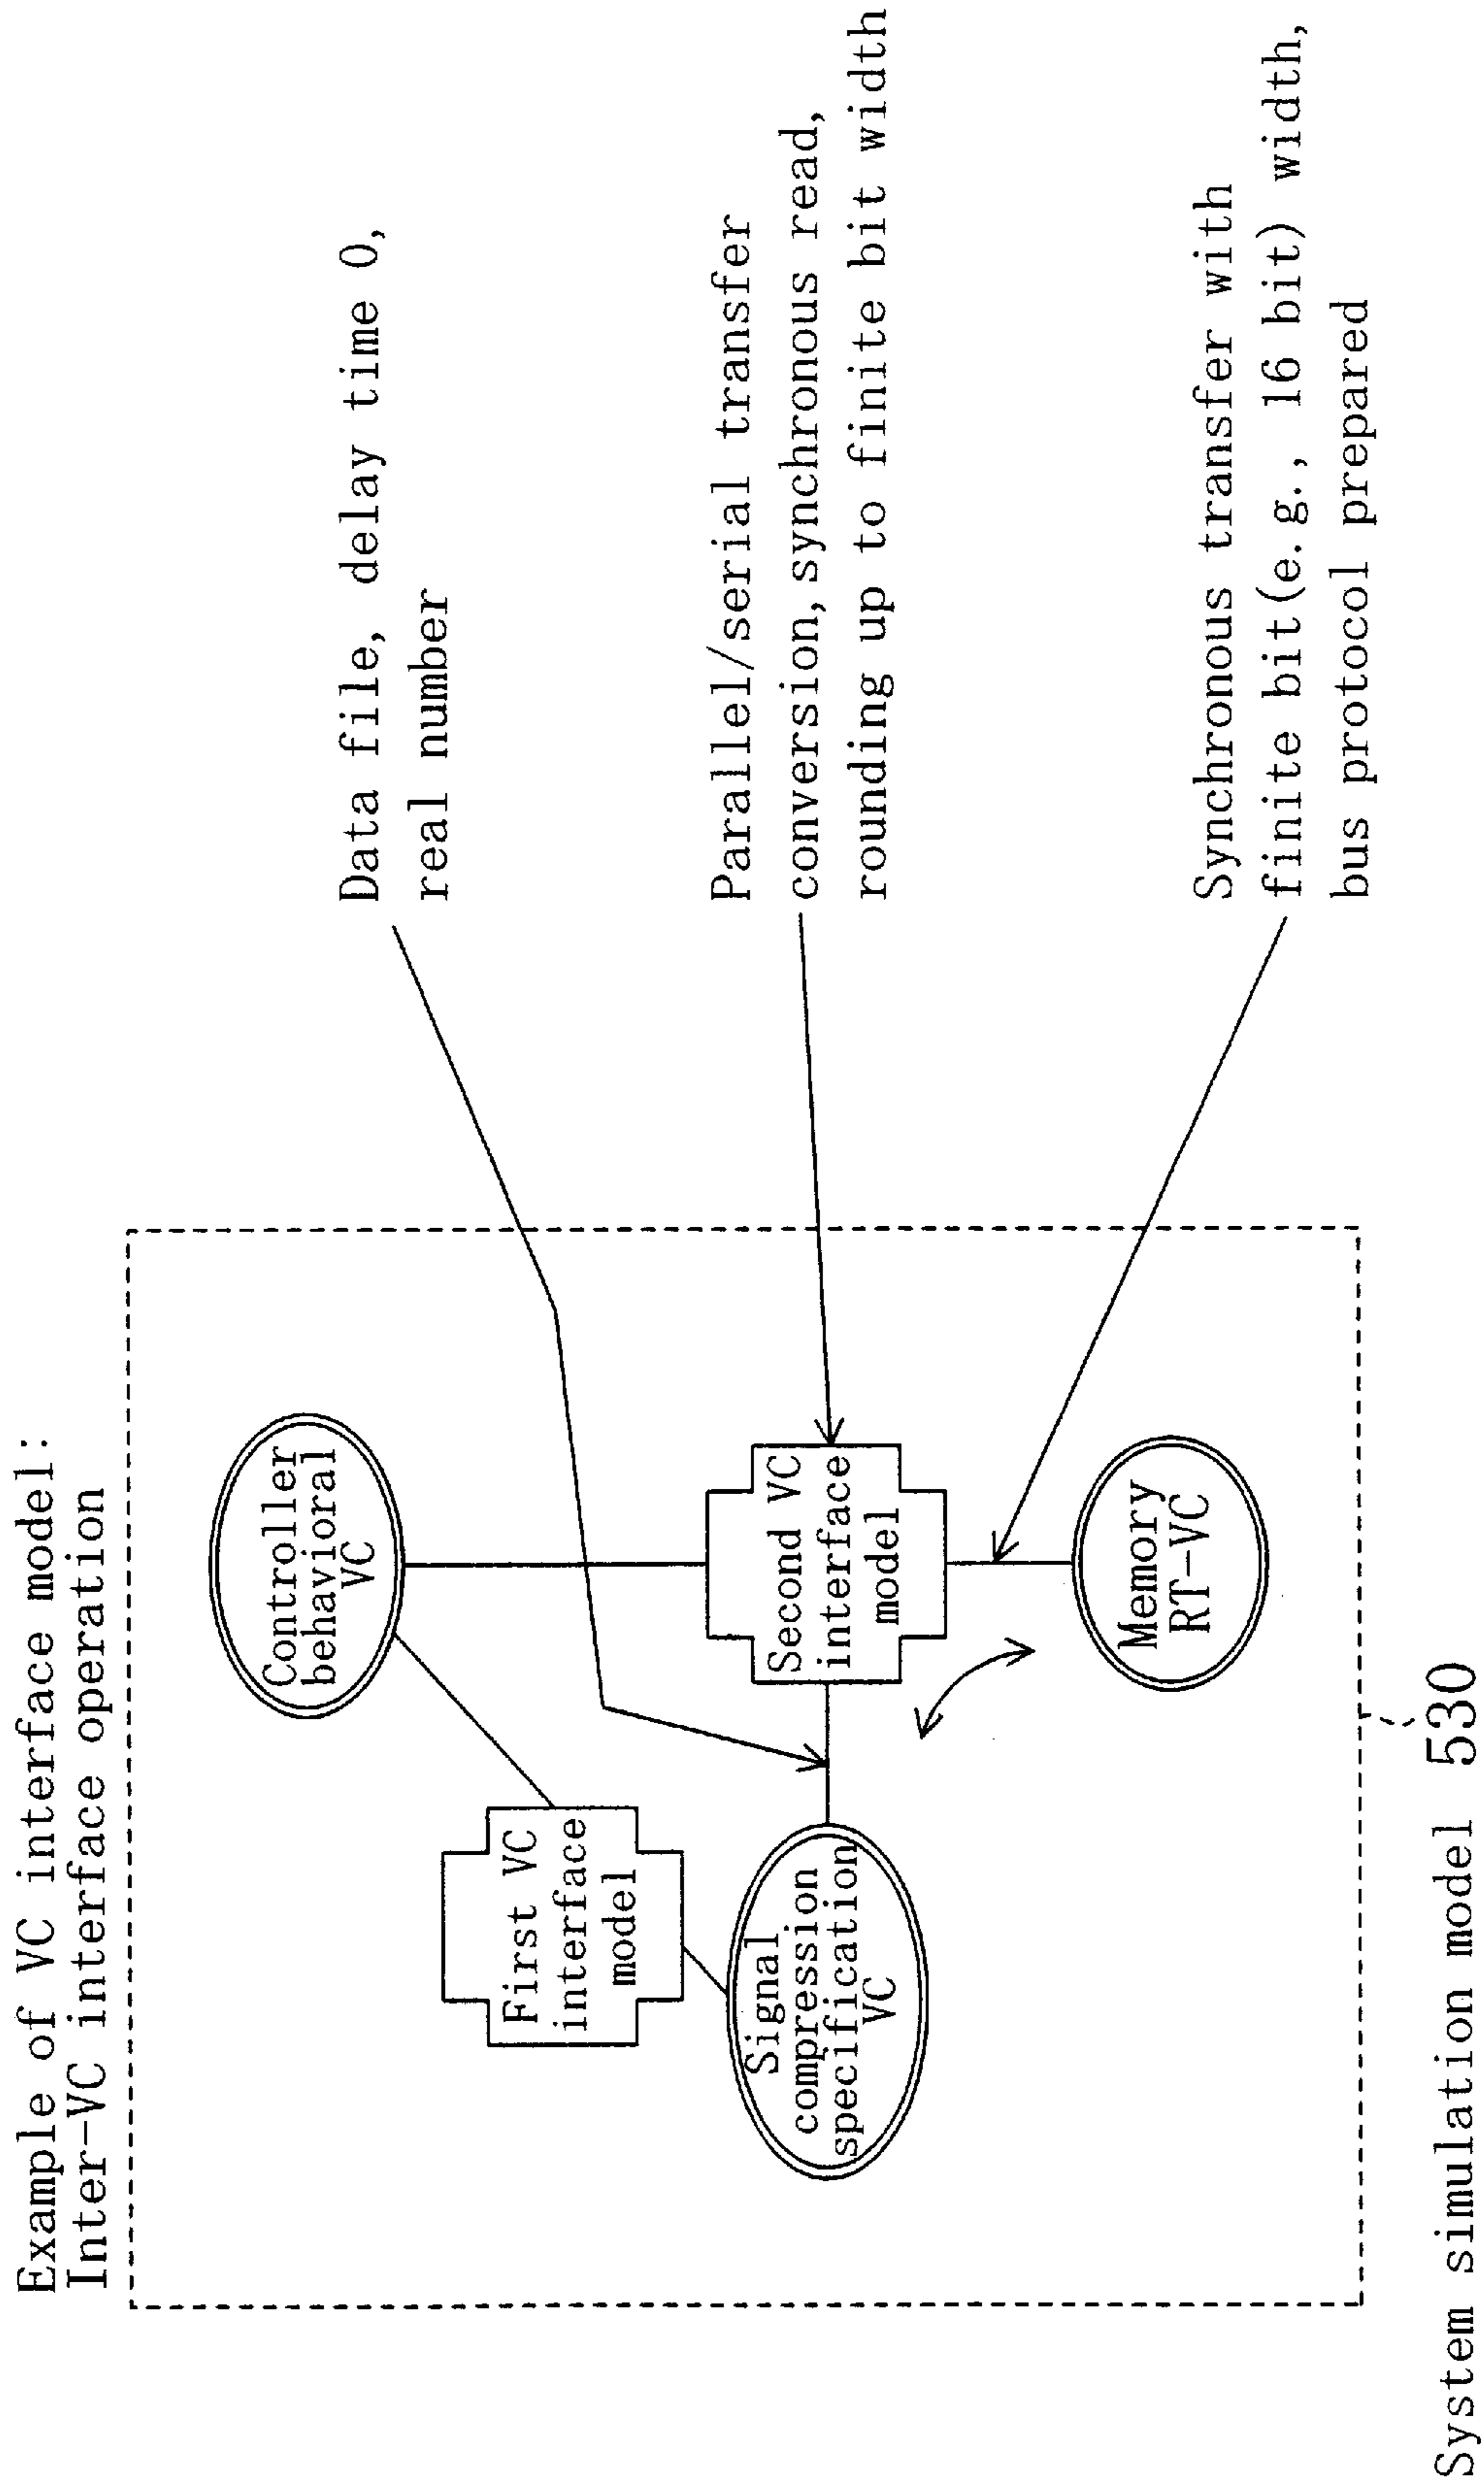 Example of VC interface model:
Inter-VC interface operation
Controller
behavioral
VC
First VC
interface
model
Second VC
interface
model
Signal
compression
specification
VC
Memory
RT-VC
Data file, delay time 0,
real number
Parallel/serial transfer
conversion, synchronous read,
rounding up to finite bit width
Synchronous transfer with
finite bit(e.g., 16 bit) width,
bus protocol prepared
System simulation model 530